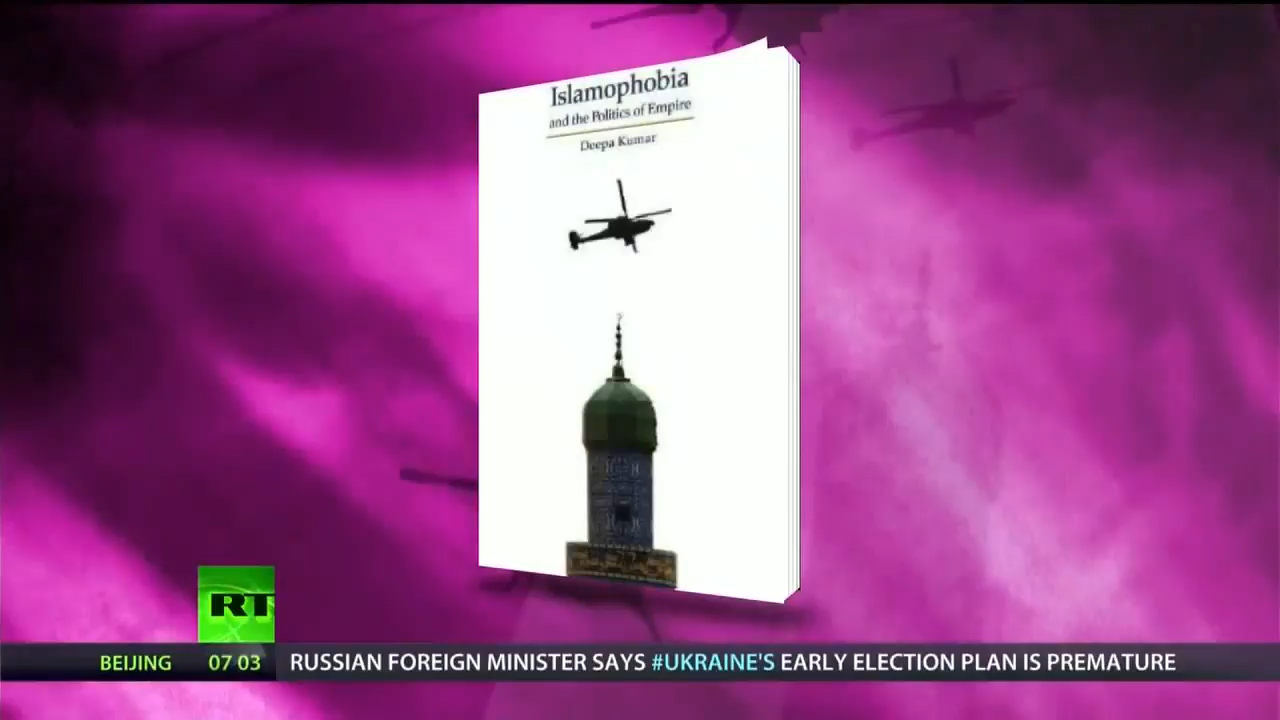 Islamophobia
and the Politics of Empire
Deepa Kumar
RT
BEIJING 07 03 RUSSIAN FOREIGN MINISTER SAYS #UKRAINE'S EARLY ELECTION PLAN IS PREMATURE